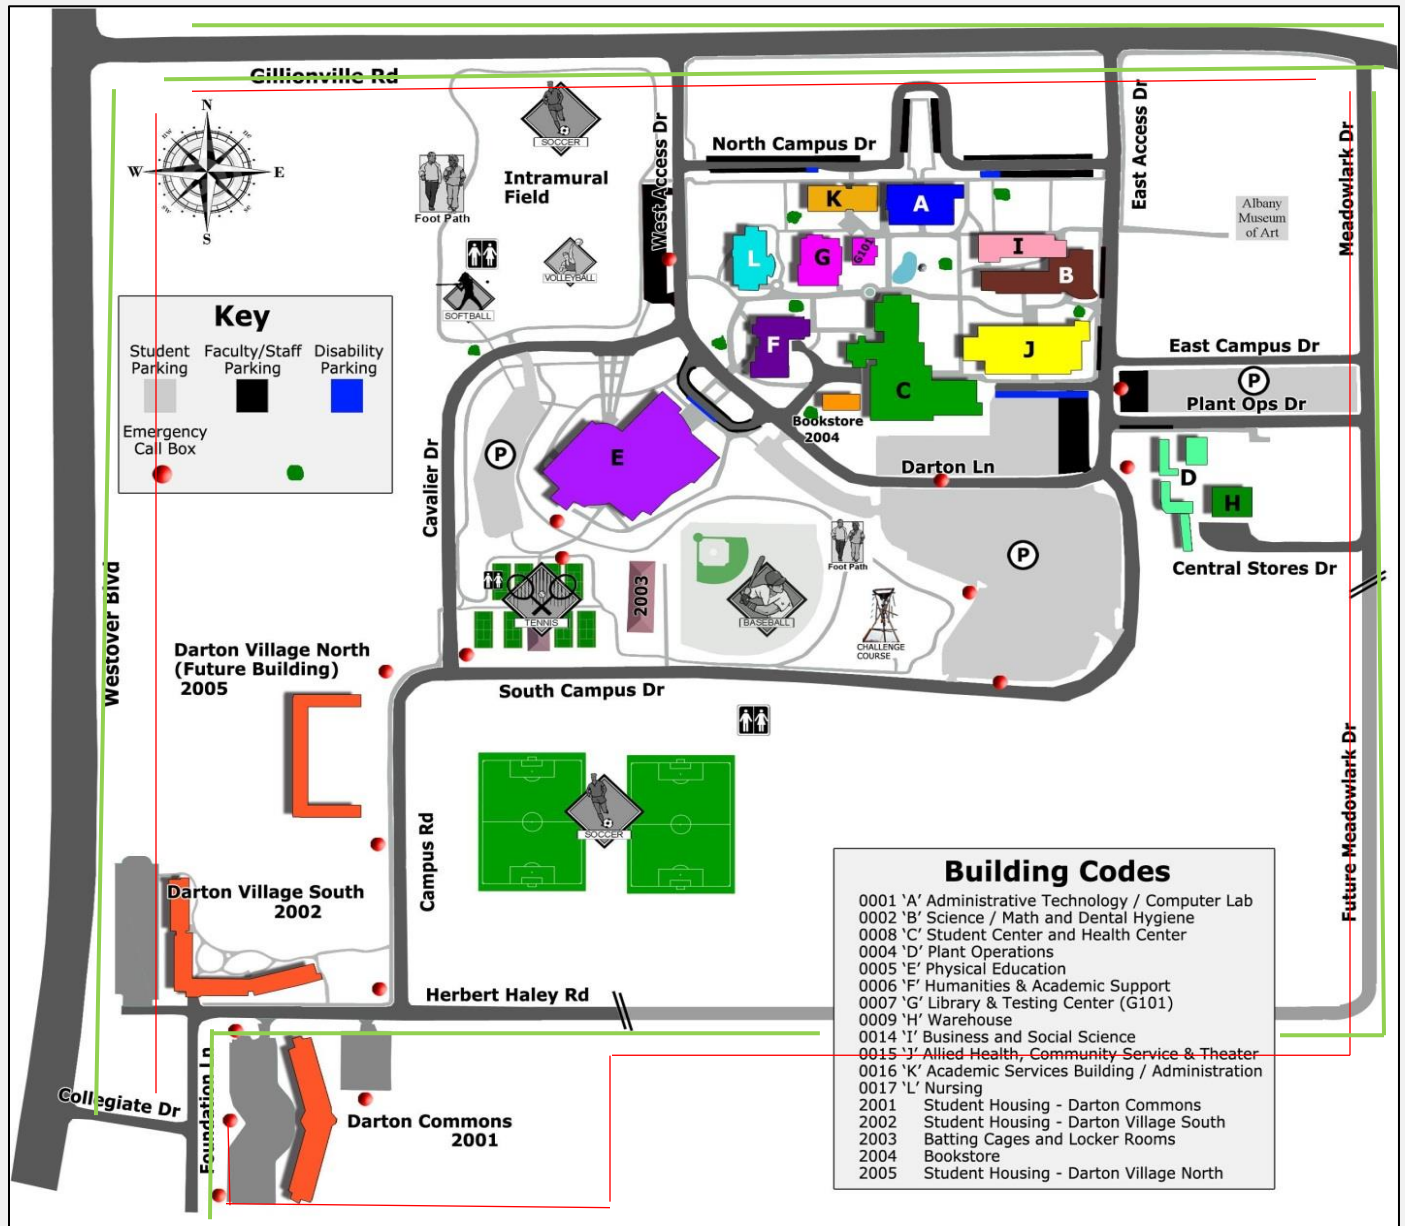 Gillionville Rd
N
W
E
S
nw
ne
sw
se
SOCCER
Intramural
Field
Foot Path
West Access Dr
North Campus Dr
East Access Dr
Meadowlark Dr
K
A
Albany
Museum
of Art
L
G
G101
I
B
VOLLEYBALL
SOFTBALL
Key
Student
Parking
Faculty/Staff
Parking
Disability
Parking
Emergency
Call Box
F
J
C
East Campus Dr
P
Plant Ops Dr
Bookstore
2004
Cavalier Dr
P
E
Darton Ln
D
H
P
Foot Path
Central Stores Dr
Westover Blvd
TENNIS
2003
BASEBALL
CHALLENGE
COURSE
Darton Village North
(Future Building)
2005
South Campus Dr
Future Meadowlark Dr
SOCCER
Campus Rd
Darton Village South
2002
Herbert Haley Rd
Collegiate Dr
Foundation Ln
Darton Commons
2001
Building Codes
0001 ‘A’ Administrative Technology / Computer Lab
0002 ‘B’ Science / Math and Dental Hygiene
0008 ‘C’ Student Center and Health Center
0004 ‘D’ Plant Operations
0005 ‘E’ Physical Education
0006 ‘F’ Humanities & Academic Support
0007 ‘G’ Library & Testing Center (G101)
0009 ‘H’ Warehouse
0014 ‘I’ Business and Social Science
0015 ‘J’ Allied Health, Community Service & Theater
0016 ‘K’ Academic Services Building / Administration
0017 ‘L’ Nursing
2001 Student Housing - Darton Commons
2002 Student Housing - Darton Village South
2003 Batting Cages and Locker Rooms
2004 Bookstore
2005 Student Housing - Darton Village North